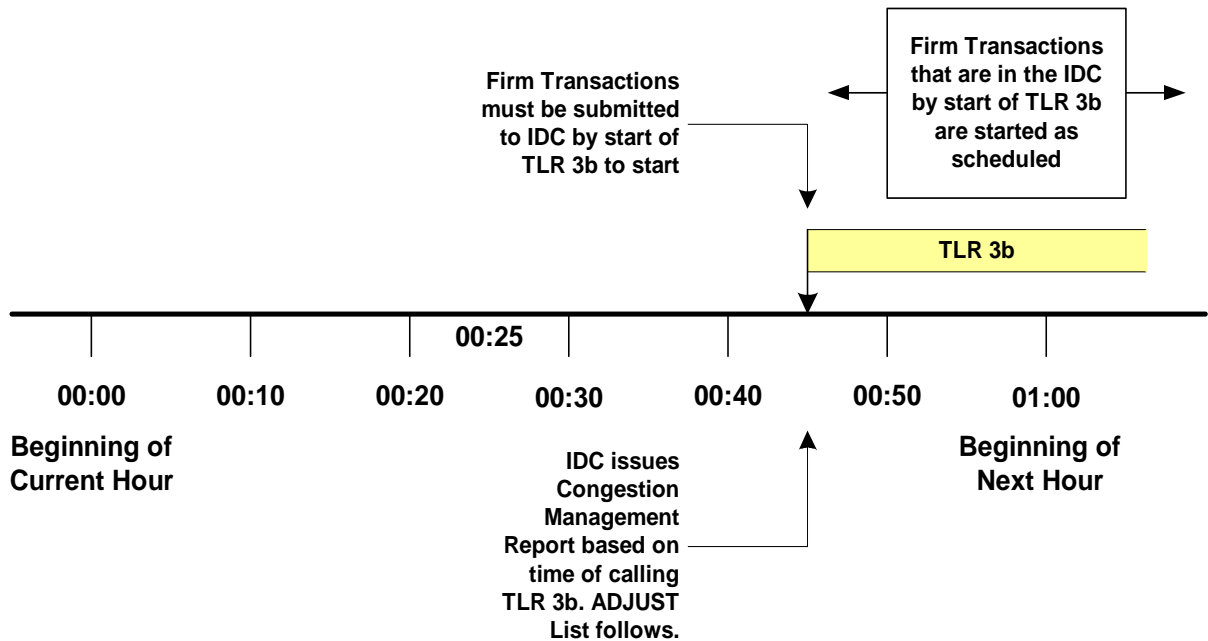 Firm Transactions
must be submitted
to IDC by start of
TLR 3b to start
Firm Transactions
that are in the IDC
by start of TLR 3b
are started as
scheduled
TLR 3b
00:25
00:00
00:10
00:20
00:30
00:40
00:50
01:00
Beginning of
Current Hour
IDC issues
Congestion
Management
Report based on
time of calling
TLR 3b. ADJUST
List follows.
Beginning of
Next Hour